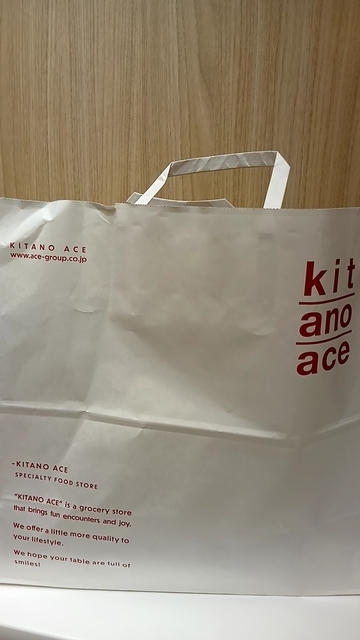 KITANO ACE
www.ace-group.co.jp
kit
ano
ace
-KITANO ACE
SPECIALTY FOOD STORE
"KITANO ACE" is a grocery store
that brings fun encounters and joy.
We offer a little more quality to
your lifestyle.
We hope your table are full of
smiles!